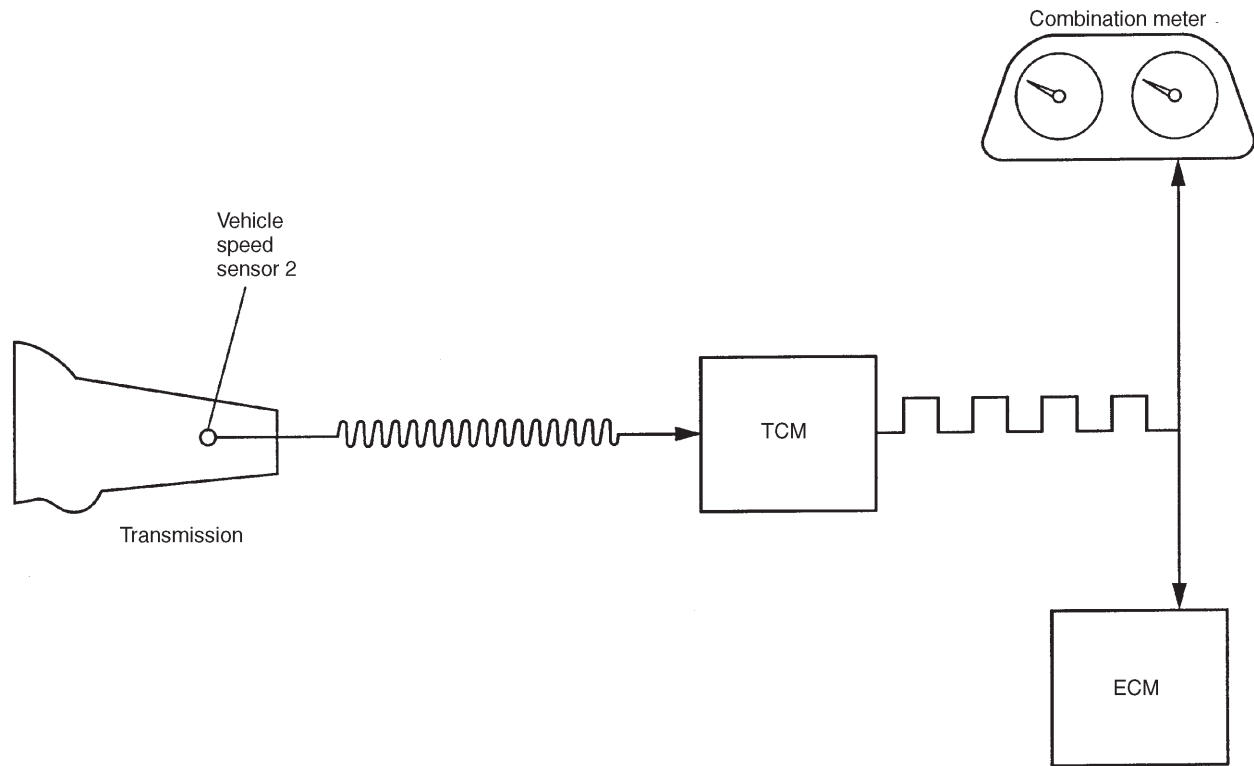 Combination meter
Vehicle
speed
sensor 2
TCM
Transmission
ECM